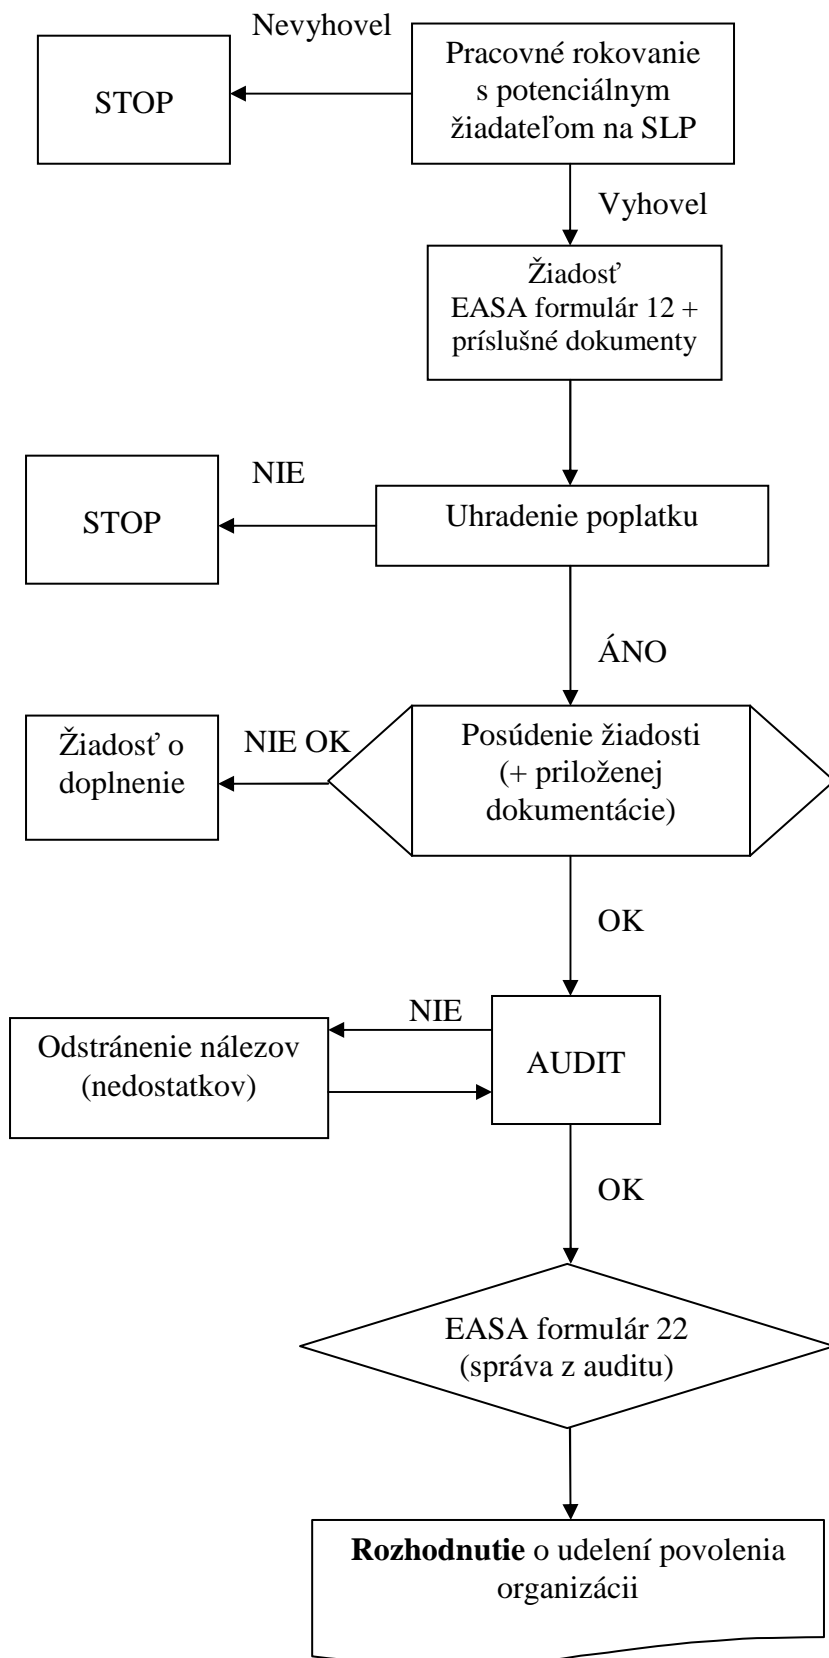 Nevyhovel
Pracovné rokovanie
s potenciálnym
žiadateľom na SLP
STOP
Vyhovel
Žiadosť
EASA formulár 12 +
príslušné dokumenty
NIE
STOP
Uhradenie poplatku
ÁNO
Žiadosť o
doplnenie
NIE OK
Posúdenie žiadosti
(+ priloženej
dokumentácie)
OK
NIE
Odstránenie nálezov
(nedostatkov)
AUDIT
OK
EASA formulár 22
(správa z auditu)
Rozhodnutie o udelení povolenia
organizácii